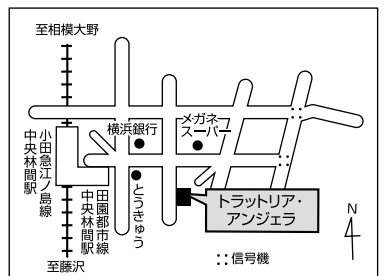 至相模大野
横浜銀行
メガネ
スーパー
小田急江ノ島線
中央林間駅
田園都市線
中央林間駅
とうきゅう
トラットリア・
アンジェラ
N
信号機
至藤沢